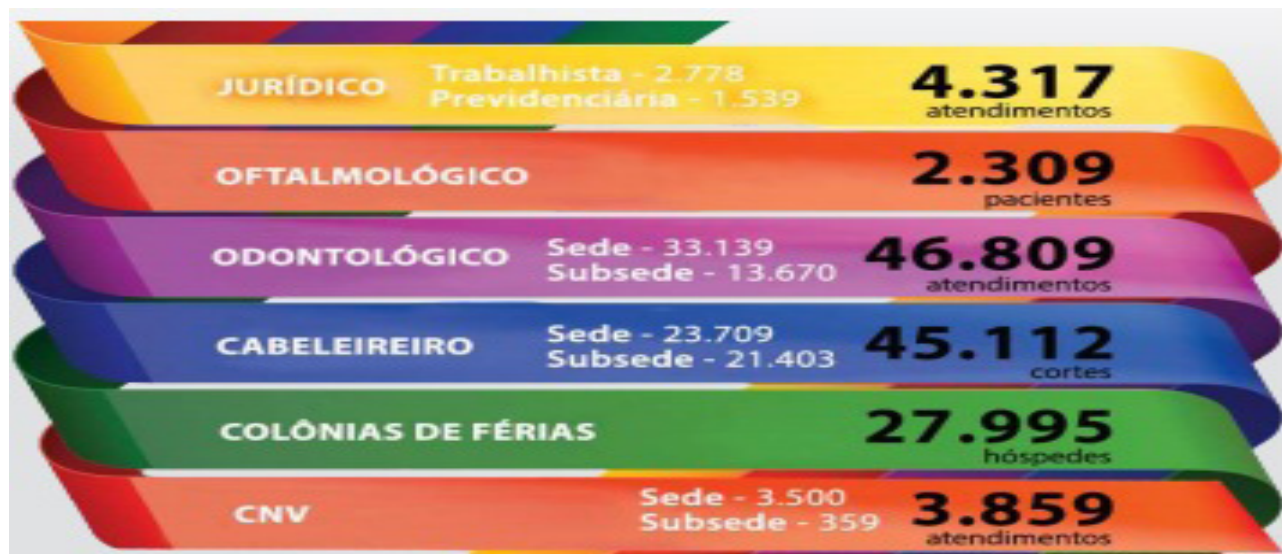 JURÍDICO
Trabalhista - 2.778
Previdenciária - 1.539
4.317
atendimentos
OFTALMOLÓGICO
2.309
pacientes
ODONTOLÓGICO
Sede - 33.139
Subsede - 13.670
46.809
atendimentos
CABELEIREIRO
Sede - 23.709
Subsede - 21.403
45.112
cortes
COLÔNIAS DE FÉRIAS
27.995
hóspedes
CNV
Sede - 3.500
Subsede - 359
3.859
atendimentos